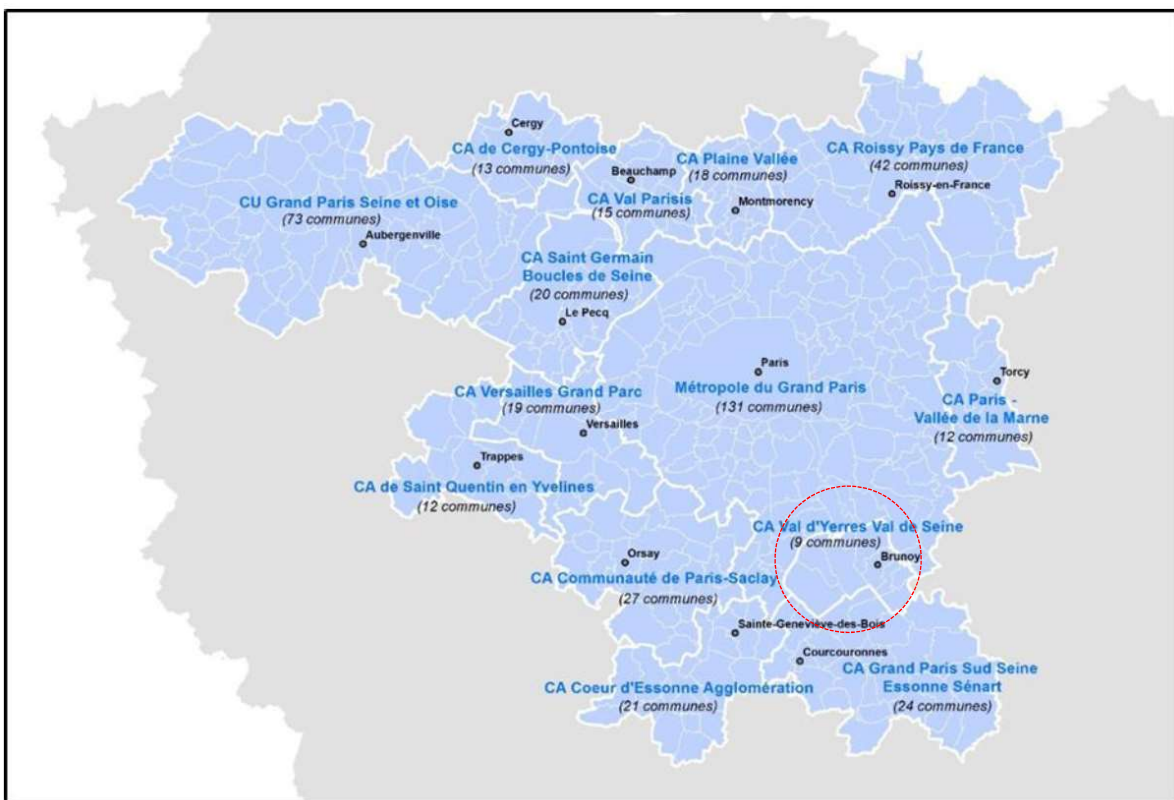 Cergy
CA de Cergy-Pontoise
(13 communes)
Beauchamp
CA Val Parisis
(15 communes)
CA Plaine Vallée
(18 communes)
Montmorency
CA Roissy Pays de France
(42 communes)
Roissy-en-France
CU Grand Paris Seine et Oise
(73 communes)
Aubergenville
CA Saint Germain
Boucles de Seine
(20 communes)
Le Pecq
Paris
Métropole du Grand Paris
(131 communes)
Torcy
CA Paris -
Vallée de la Marne
(12 communes)
CA Versailles Grand Parc
(19 communes)
Versailles
Trappes
CA de Saint Quentin en Yvelines
(12 communes)
CA Val d'Yerres Val de Seine
(9 communes)
Brunoy
Orsay
CA Communauté de Paris-Saclay
(27 communes)
Sainte-Geneviève-des-Bois
Courcouronnes
CA Coeur d'Essonne Agglomération
(21 communes)
CA Grand Paris Sud Seine
Essonne Sénart
(24 communes)